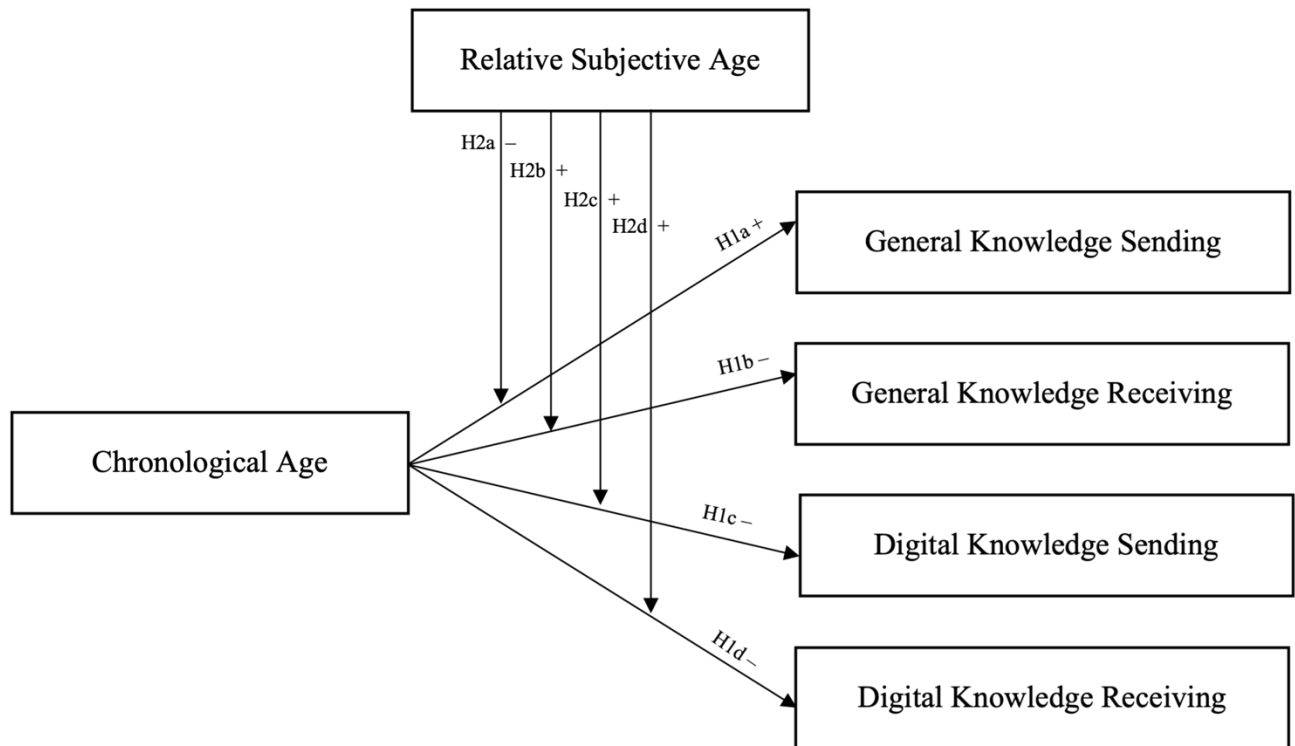 Relative Subjective Age
H2a –
H2b +
H2c +
H2d +
H1a +
General Knowledge Sending
H1b –
General Knowledge Receiving
Chronological Age
H1c –
Digital Knowledge Sending
H1d –
Digital Knowledge Receiving